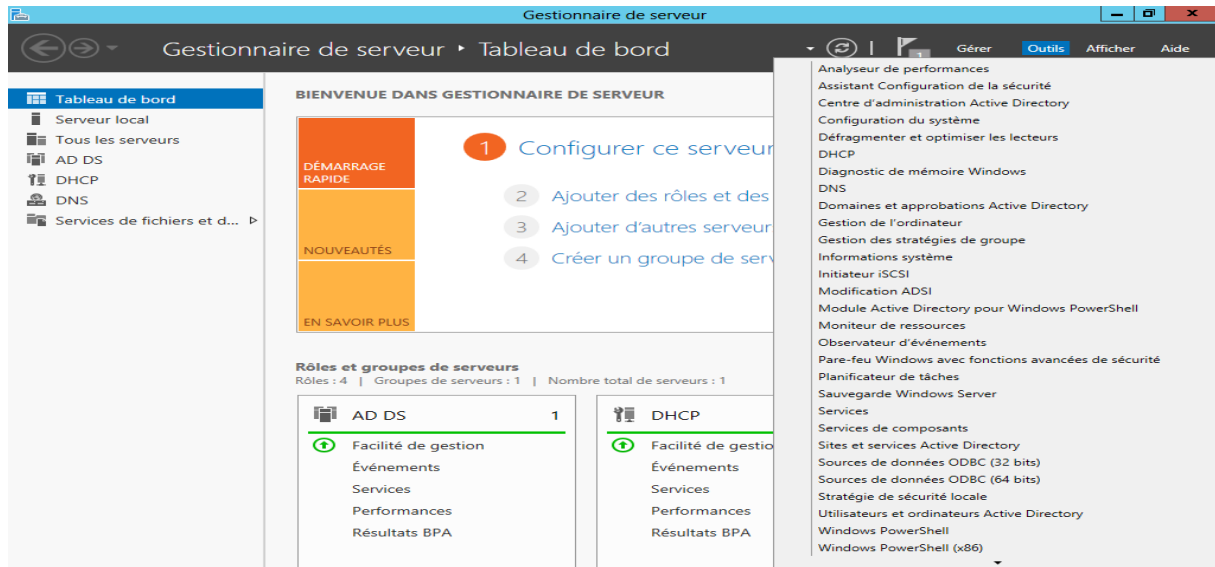 Gestionnaire de serveur
Gestionnaire de serveur ‣ Tableau de bord
1
Gérer
Outils
Afficher
Aide
Tableau de bord
Serveur local
Tous les serveurs
AD DS
DHCP
DNS
Services de fichiers et d...
BIENVENUE DANS GESTIONNAIRE DE SERVEUR
DÉMARRAGE
RAPIDE
NOUVEAUTÉS
EN SAVOIR PLUS
1 Configurer ce serveur
2 Ajouter des rôles et des
3 Ajouter d'autres serveur
4 Créer un groupe de serv
Rôles et groupes de serveurs
Rôles : 4 | Groupes de serveurs : 1 | Nombre total de serveurs : 1
AD DS 1
Facilité de gestion
Événements
Services
Performances
Résultats BPA
DHCP
Facilité de gestio
Événements
Services
Performances
Résultats BPA
Analyseur de performances
Assistant Configuration de la sécurité
Centre d'administration Active Directory
Configuration du système
Défragmenter et optimiser les lecteurs
DHCP
Diagnostic de mémoire Windows
DNS
Domaines et approbations Active Directory
Gestion de l'ordinateur
Gestion des stratégies de groupe
Informations système
Initiateur iSCSI
Modification ADSI
Module Active Directory pour Windows PowerShell
Moniteur de ressources
Observateur d'événements
Pare-feu Windows avec fonctions avancées de sécurité
Planificateur de tâches
Sauvegarde Windows Server
Services
Services de composants
Sites et services Active Directory
Sources de données ODBC (32 bits)
Sources de données ODBC (64 bits)
Stratégie de sécurité locale
Utilisateurs et ordinateurs Active Directory
Windows PowerShell
Windows PowerShell (x86)